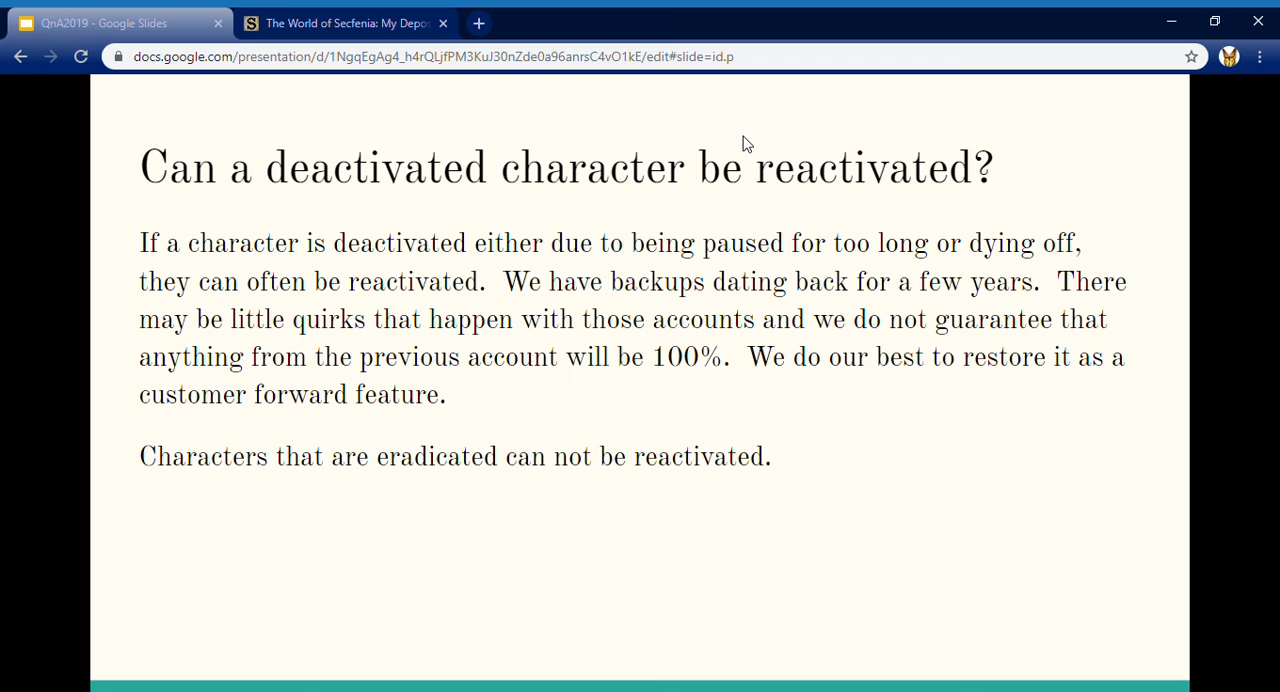 QnA2019 - Google Slides
The World of Secfenia: My Depo
docs.google.com/presentation/d/1NgqEgAg4_h4rQLjfPM3KuJ30nZde0a96anrsC4vO1kE/edit#slide=id.p
Can a deactivated character be reactivated?
If a character is deactivated either due to being paused for too long or dying off,
they can often be reactivated.  We have backups dating back for a few years.  There
may be little quirks that happen with those accounts and we do not guarantee that
anything from the previous account will be 100%.  We do our best to restore it as a
customer forward feature.
Characters that are eradicated can not be reactivated.